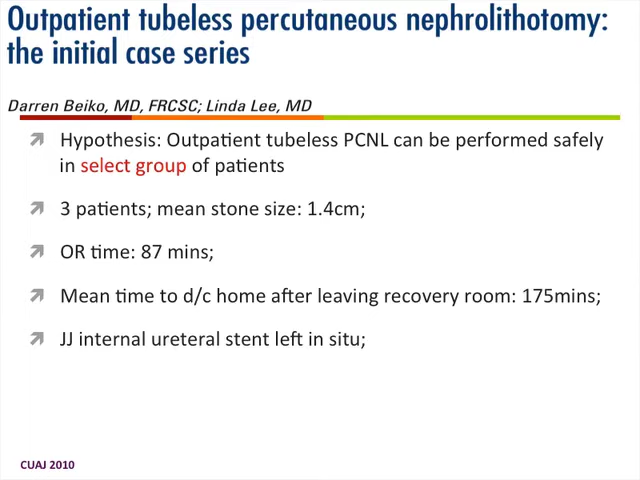 Outpatient tubeless percutaneous nephrolithotomy:
the initial case series
Darren Beiko, MD, FRCSC; Linda Lee, MD
Hypothesis: Outpatient tubeless PCNL can be performed safely
in select group of patients
3 patients; mean stone size: 1.4cm;
OR time: 87 mins;
Mean time to d/c home after leaving recovery room: 175mins;
JJ internal ureteral stent left in situ;
CUAJ 2010